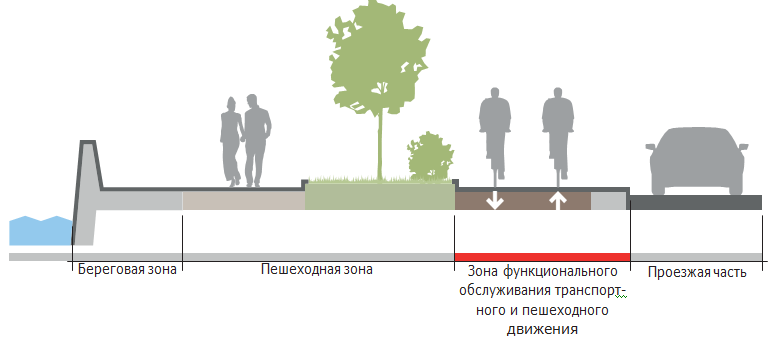 Береговая зона
Пешеходная зона
Зона функционального
обслуживания транспорт-
ного и пешеходного
движения
Проезжая часть